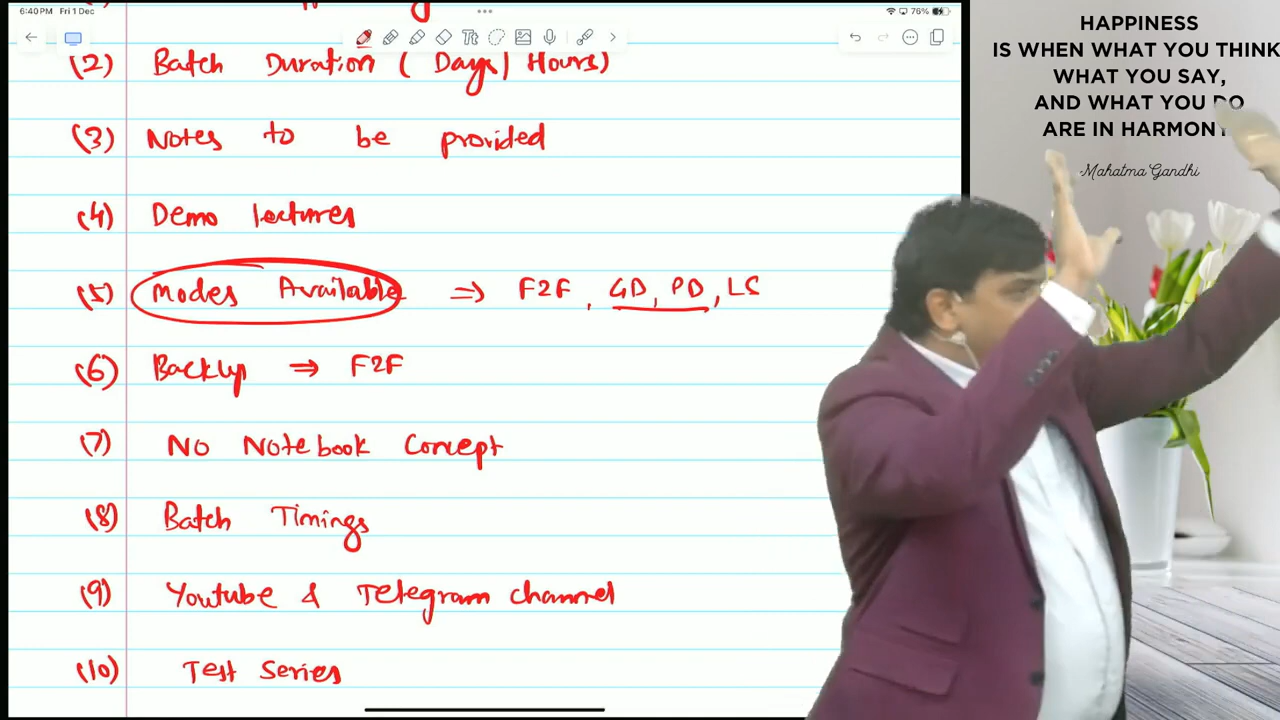 6:40 PM Fri 1 Dec
76%
(2) Batch Duration (Days/Hours)
(3) Notes to be provided
(4) Demo lectures
(5) Modes Available ⇒ F2F, GD, PD, LS
(6) Backup ⇒ F2F
(7) No Notebook Concept
(8) Batch Timings
(9) Youtube & Telegram channel
(10) Test Series
HAPPINESS
IS WHEN WHAT YOU THINK
WHAT YOU SAY,
AND WHAT YOU DO
ARE IN HARMONY
-Mahatma Gandhi